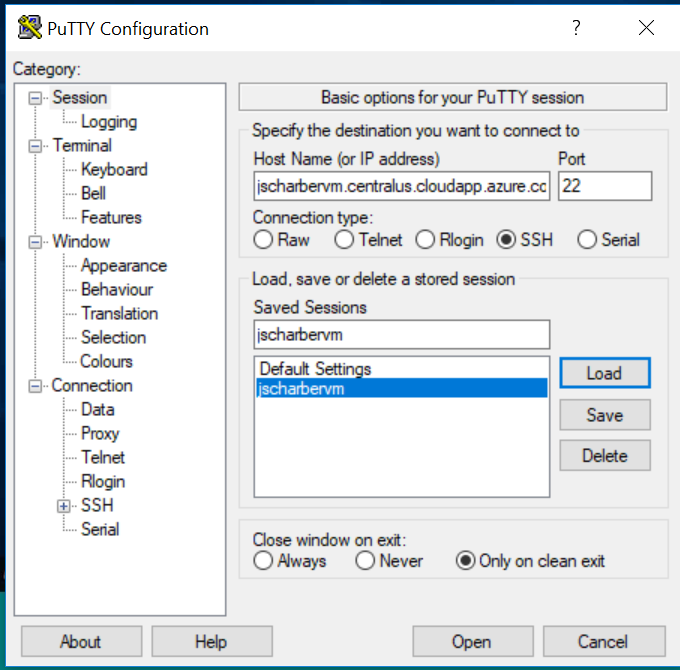 PuTTY Configuration
?
Category:
Session
Logging
Terminal
Keyboard
Bell
Features
Window
Appearance
Behaviour
Translation
Selection
Colours
Connection
Data
Proxy
Telnet
Rlogin
SSH
Serial
Basic options for your PuTTY session
Specify the destination you want to connect to
Host Name (or IP address) Port
jscharbervm.centralus.cloudapp.azure.co 22
Connection type:
Raw Telnet Rlogin SSH Serial
Load, save or delete a stored session
Saved Sessions
jscharbervm
Default Settings
jscharbervm
Load
Save
Delete
Close window on exit:
Always Never Only on clean exit
About Help Open Cancel